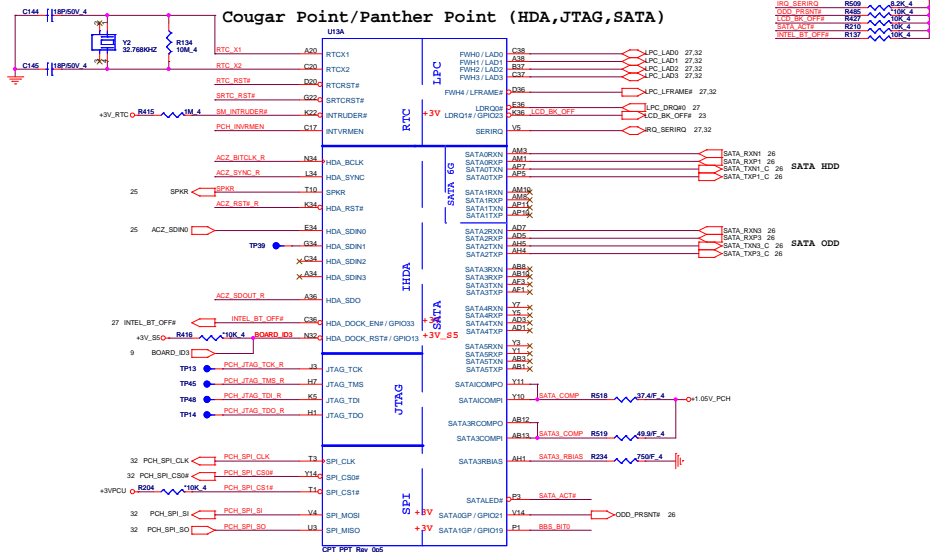 Cougar Point/Panther Point (HDA,JTAG,SATA)
IRQ_SERIRQ R509 8.2K_4
ODD_PRSNT# R485 *10K_4
LCD_BK_OFF# R427 *10K_4
SATA_ACT# R210 10K_4
INTEL_BT_OFF# R137 10K_4
C144 18P/50V_4
Y2
32.768KHZ
R134
10M_4
C145 18P/50V_4
U13A
RTC_X1 A20 RTCX1
RTC_X2 C20 RTCX2
RTC_RST# D20 RTCRST#
SRTC_RST# G22 SRTCRST#
+3V_RTC R415 1M_4 SM_INTRUDER# K22 INTRUDER#
PCH_INVRMEN C17 INTVRMEN
RTC
LPC
+3V
FWH0 / LAD0 C38 LPC_LAD0 27,32
FWH1 / LAD1 A38 LPC_LAD1 27,32
FWH2 / LAD2 B37 LPC_LAD2 27,32
FWH3 / LAD3 C37 LPC_LAD3 27,32
FWH4 / LFRAME# D36 LPC_LFRAME# 27,32
LDRQ0# E36 LPC_DRQ#0 27
LDRQ1# / GPIO23 K36 LCD_BK_OFF LCD_BK_OFF# 23
SERIRQ V5 IRQ_SERIRQ 27,32
ACZ_BITCLK_R N34 HDA_BCLK
ACZ_SYNC_R L34 HDA_SYNC
25 SPKR SPKR T10 SPKR
ACZ_RST#_R K34 HDA_RST#
25 ACZ_SDIN0 E34 HDA_SDIN0
TP39 G34 HDA_SDIN1
C34 HDA_SDIN2
A34 HDA_SDIN3
ACZ_SDOUT_R A36 HDA_SDO
27 INTEL_BT_OFF# INTEL_BT_OFF# C36 HDA_DOCK_EN# / GPIO33 +3V
+3V_S5 R416 *10K_4 BOARD_ID3 N32 HDA_DOCK_RST# / GPIO13 +3V_S5
9 BOARD_ID3
IHDA
SATA 6G
SATA
SATA0RXN AM3 SATA_RXN1 26
SATA0RXP AM1 SATA_RXP1 26
SATA0TXN AP7 SATA_TXN1_C 26
SATA0TXP AP5 SATA_TXP1_C 26
SATA HDD
SATA1RXN AM10
SATA1RXP AM8
SATA1TXN AP11
SATA1TXP AP10
SATA2RXN AD7 SATA_RXN3 26
SATA2RXP AD5 SATA_RXP3 26
SATA2TXN AH5 SATA_TXN3_C 26
SATA2TXP AH4 SATA_TXP3_C 26
SATA ODD
SATA3RXN AB8
SATA3RXP AB10
SATA3TXN AF3
SATA3TXP AF1
SATA4RXN Y7
SATA4RXP Y5
SATA4TXN AD3
SATA4TXP AD1
SATA5RXN Y3
SATA5RXP Y1
SATA5TXN AB3
SATA5TXP AB1
TP13 PCH_JTAG_TCK_R J3 JTAG_TCK
TP45 PCH_JTAG_TMS_R H7 JTAG_TMS
TP48 PCH_JTAG_TDI_R K5 JTAG_TDI
TP14 PCH_JTAG_TDO_R H1 JTAG_TDO
JTAG
SATAICOMPO Y11
SATAICOMPI Y10 SATA_COMP R518 37.4/F_4 +1.05V_PCH
SATA3RCOMPO AB12
SATA3COMPI AB13 SATA3_COMP R519 49.9/F_4
SATA3RBIAS AH1 SATA3_RBIAS R234 750/F_4
32 PCH_SPI_CLK PCH_SPI_CLK T3 SPI_CLK
32 PCH_SPI_CS0# PCH_SPI_CS0# Y14 SPI_CS0#
+3VPCU R204 *10K_4 PCH_SPI_CS1# T1 SPI_CS1#
32 PCH_SPI_SI PCH_SPI_SI V4 SPI_MOSI
32 PCH_SPI_SO PCH_SPI_SO U3 SPI_MISO
SPI
SATALED# P3 SATA_ACT#
+3V SATA0GP / GPIO21 V14 ODD_PRSNT# 26
+3V SATA1GP / GPIO19 P1 BBS_BIT0
CPT_PPT_Rev_0p5